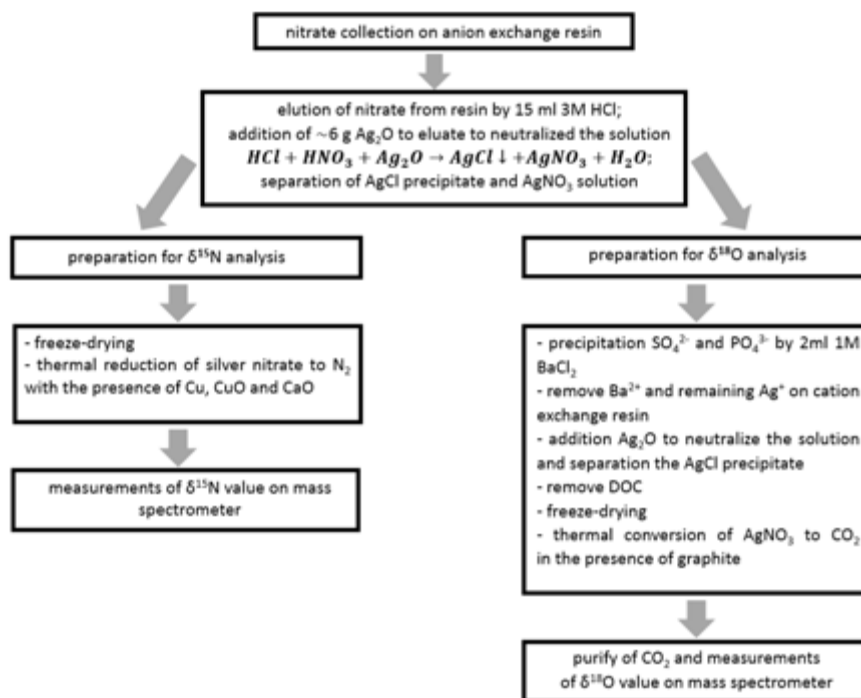 nitrate collection on anion exchange resin
elution of nitrate from resin by 15 ml 3M HCl;
addition of ~6 g Ag₂O to eluate to neutralized the solution
HCl + HNO₃ + Ag₂O → AgCl ↓ +AgNO₃ + H₂O;
separation of AgCl precipitate and AgNO₃ solution
preparation for δ¹⁵N analysis
- freeze-drying
- thermal reduction of silver nitrate to N₂
with the presence of Cu, CuO and CaO
measurements of δ¹⁵N value on mass
spectrometer
preparation for δ¹⁸O analysis
- precipitation SO₄²⁻ and PO₄³⁻ by 2ml 1M
BaCl₂
- remove Ba²⁺ and remaining Ag⁺ on cation
exchange resin
- addition Ag₂O to neutralize the solution
and separation the AgCl precipitate
- remove DOC
- freeze-drying
- thermal conversion of AgNO₃ to CO₂
in the presence of graphite
purify of CO₂ and measurements
of δ¹⁸O value on mass spectrometer